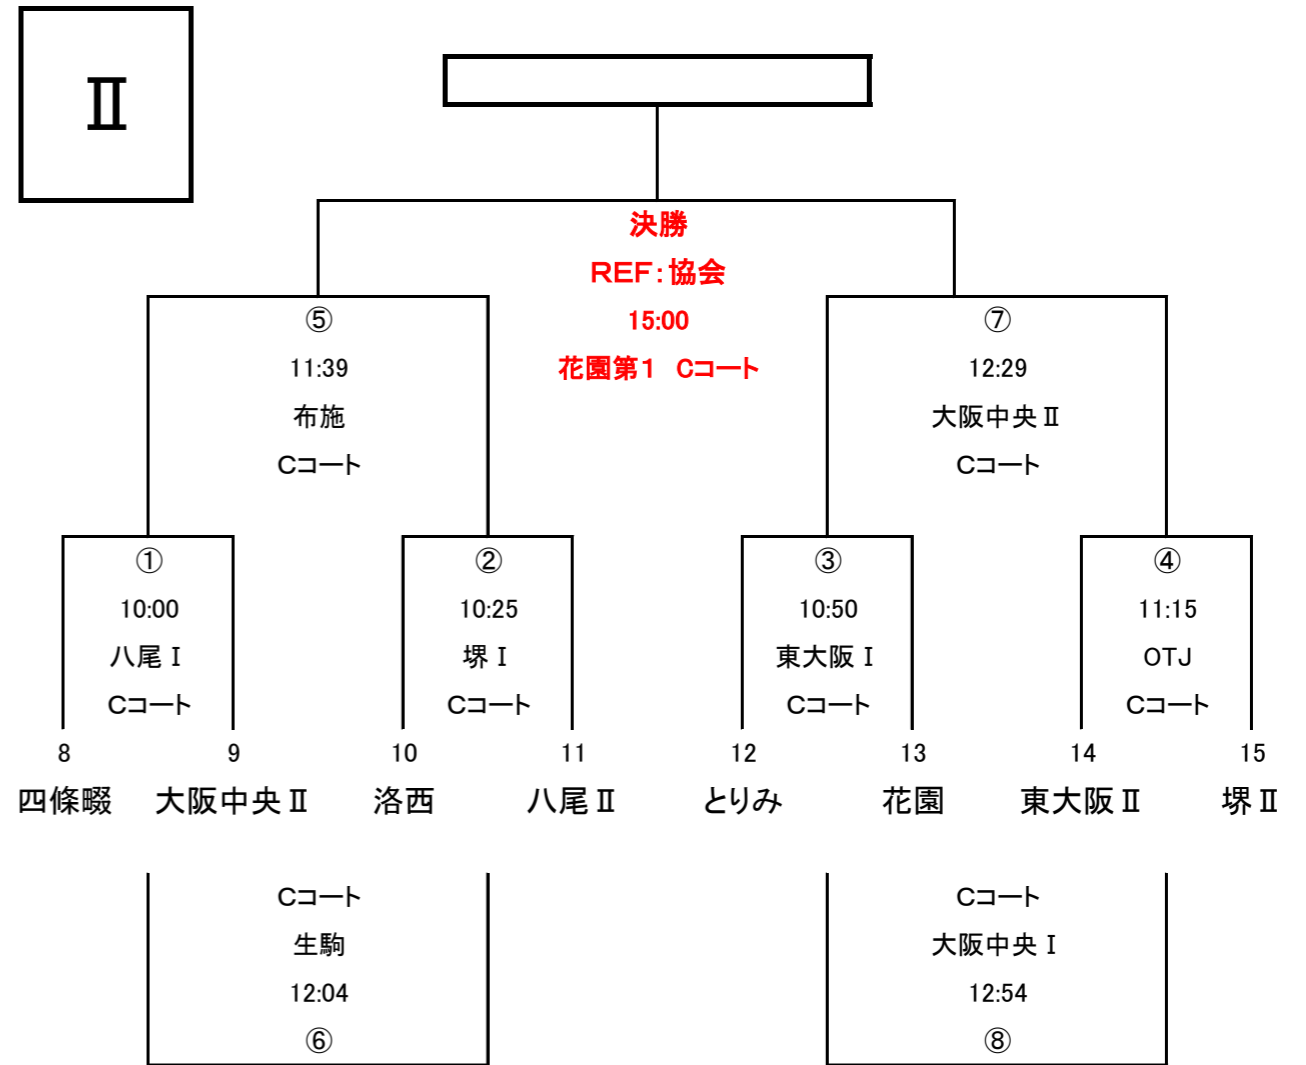 Ⅱ
決勝
REF：協会
15:00
花園第1　Cコート
⑤
11:39
布施
Cコート
⑦
12:29
大阪中央Ⅱ
Cコート
①
10:00
八尾Ⅰ
Cコート
②
10:25
堺Ⅰ
Cコート
③
10:50
東大阪Ⅰ
Cコート
④
11:15
OTJ
Cコート
8 9 10 11 12 13 14 15
四條畷 大阪中央Ⅱ 洛西 八尾Ⅱ とりみ 花園 東大阪Ⅱ 堺Ⅱ
Cコート
生駒
12:04
⑥
Cコート
大阪中央Ⅰ
12:54
⑧